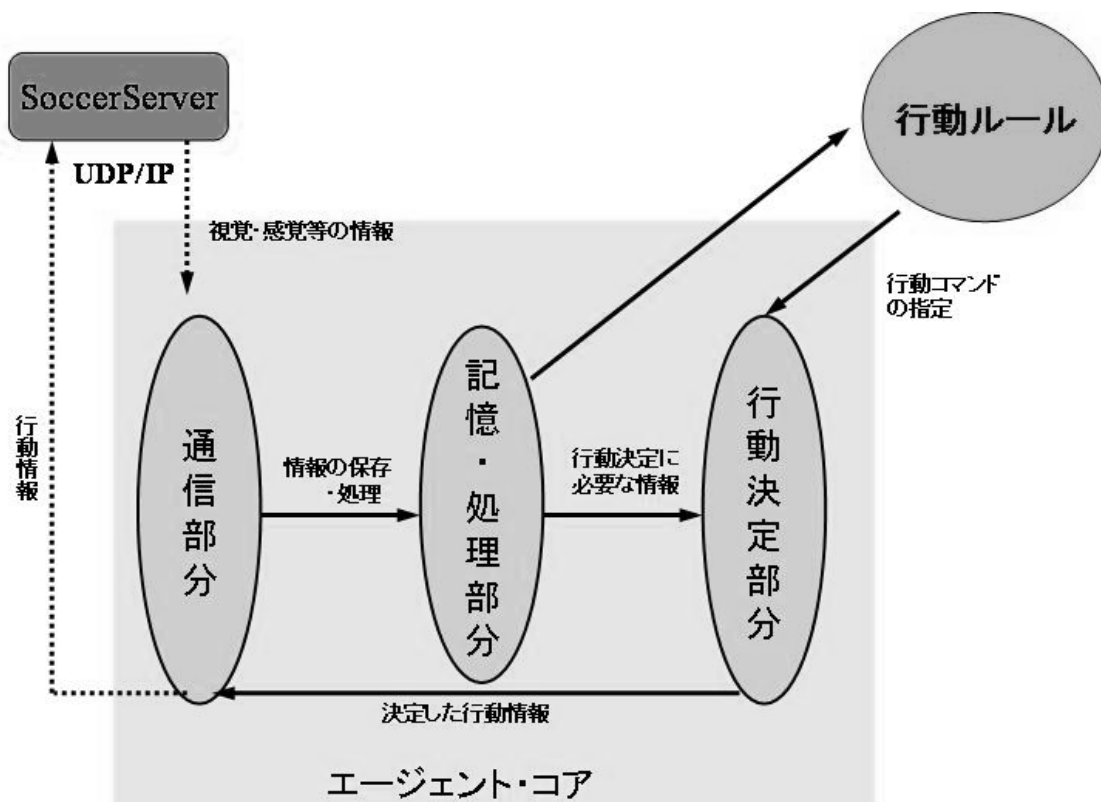 SoccerServer
行動ルール
UDP/IP
視覚・感覚等の情報
行動コマンド
の指定
行動情報
通信部分
情報の保存
・処理
記憶・処理部分
行動決定に
必要な情報
行動決定部分
決定した行動情報
エージェント・コア